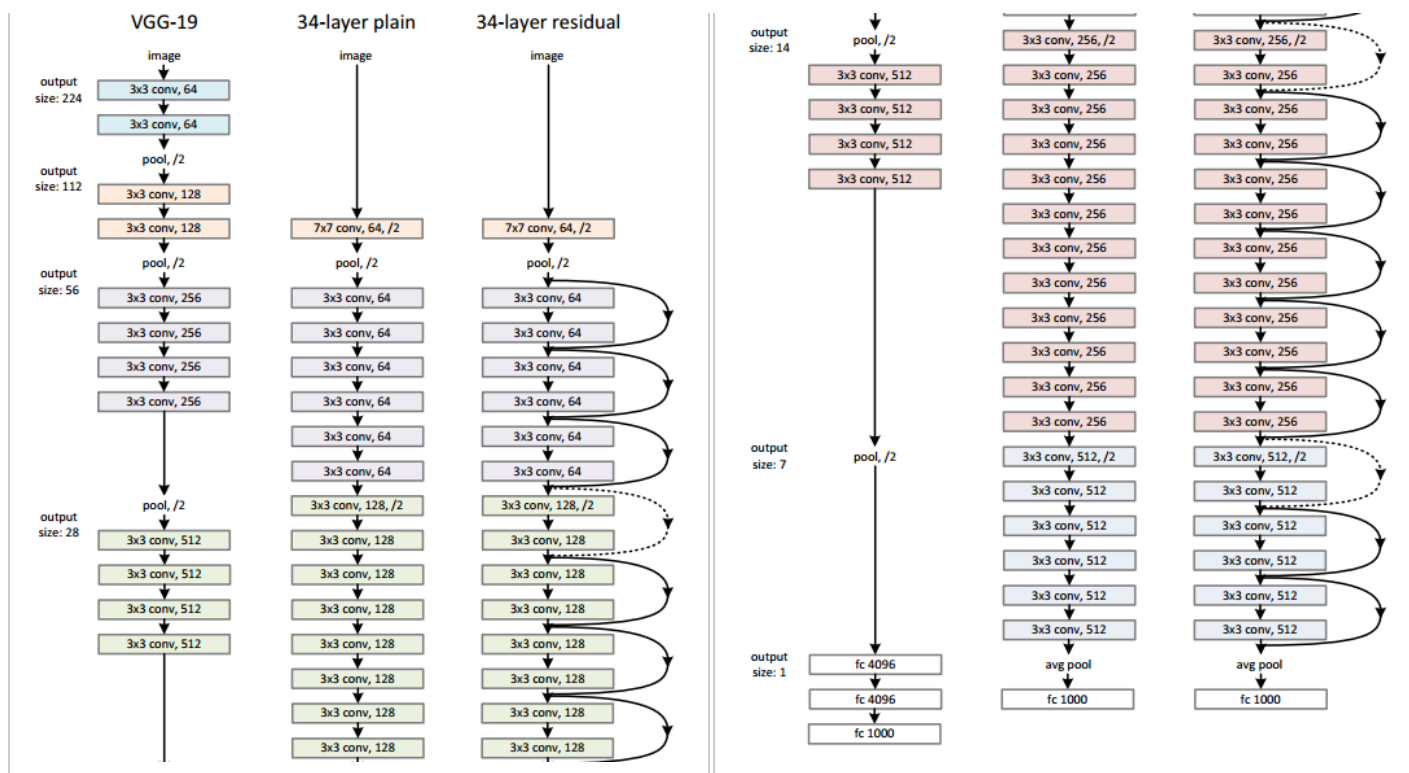 VGG-19
image
output
size: 224
3x3 conv, 64
3x3 conv, 64
pool, /2
output
size: 112
3x3 conv, 128
3x3 conv, 128
pool, /2
output
size: 56
3x3 conv, 256
3x3 conv, 256
3x3 conv, 256
3x3 conv, 256
pool, /2
output
size: 28
3x3 conv, 512
3x3 conv, 512
3x3 conv, 512
3x3 conv, 512
34-layer plain
image
7x7 conv, 64, /2
pool, /2
3x3 conv, 64
3x3 conv, 64
3x3 conv, 64
3x3 conv, 64
3x3 conv, 64
3x3 conv, 64
3x3 conv, 128, /2
3x3 conv, 128
3x3 conv, 128
3x3 conv, 128
3x3 conv, 128
3x3 conv, 128
3x3 conv, 128
3x3 conv, 128
34-layer residual
image
7x7 conv, 64, /2
pool, /2
3x3 conv, 64
3x3 conv, 64
3x3 conv, 64
3x3 conv, 64
3x3 conv, 64
3x3 conv, 64
3x3 conv, 128, /2
3x3 conv, 128
3x3 conv, 128
3x3 conv, 128
3x3 conv, 128
3x3 conv, 128
3x3 conv, 128
3x3 conv, 128
output
size: 14
pool, /2
3x3 conv, 512
3x3 conv, 512
3x3 conv, 512
3x3 conv, 512
output
size: 7
pool, /2
output
size: 1
fc 4096
fc 4096
fc 1000
3x3 conv, 256, /2
3x3 conv, 256
3x3 conv, 256
3x3 conv, 256
3x3 conv, 256
3x3 conv, 256
3x3 conv, 256
3x3 conv, 256
3x3 conv, 256
3x3 conv, 256
3x3 conv, 256
3x3 conv, 256
3x3 conv, 512, /2
3x3 conv, 512
3x3 conv, 512
3x3 conv, 512
3x3 conv, 512
3x3 conv, 512
avg pool
fc 1000
3x3 conv, 256, /2
3x3 conv, 256
3x3 conv, 256
3x3 conv, 256
3x3 conv, 256
3x3 conv, 256
3x3 conv, 256
3x3 conv, 256
3x3 conv, 256
3x3 conv, 256
3x3 conv, 256
3x3 conv, 256
3x3 conv, 512, /2
3x3 conv, 512
3x3 conv, 512
3x3 conv, 512
3x3 conv, 512
3x3 conv, 512
avg pool
fc 1000